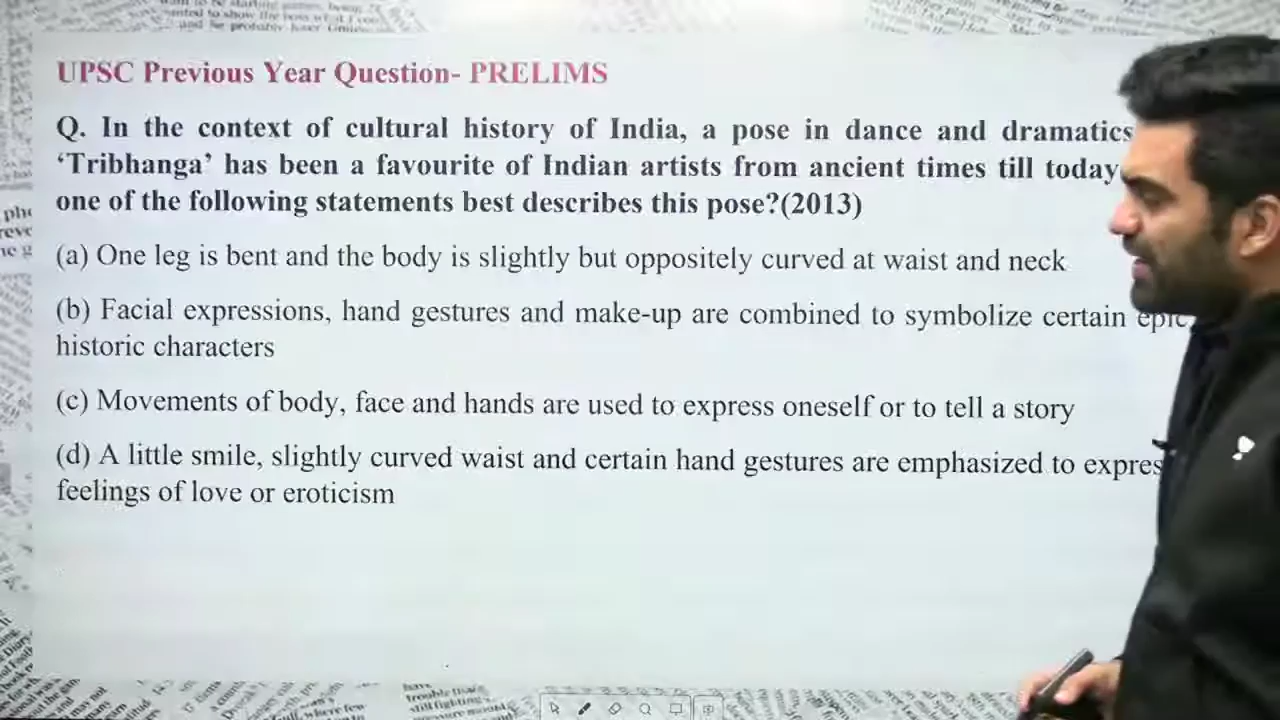 UPSC Previous Year Question- PRELIMS
Q. In the context of cultural history of India, a pose in dance and dramatics
‘Tribhanga’ has been a favourite of Indian artists from ancient times till today
one of the following statements best describes this pose?(2013)
(a) One leg is bent and the body is slightly but oppositely curved at waist and neck
(b) Facial expressions, hand gestures and make-up are combined to symbolize certain epic
historic characters
(c) Movements of body, face and hands are used to express oneself or to tell a story
(d) A little smile, slightly curved waist and certain hand gestures are emphasized to expres
feelings of love or eroticism